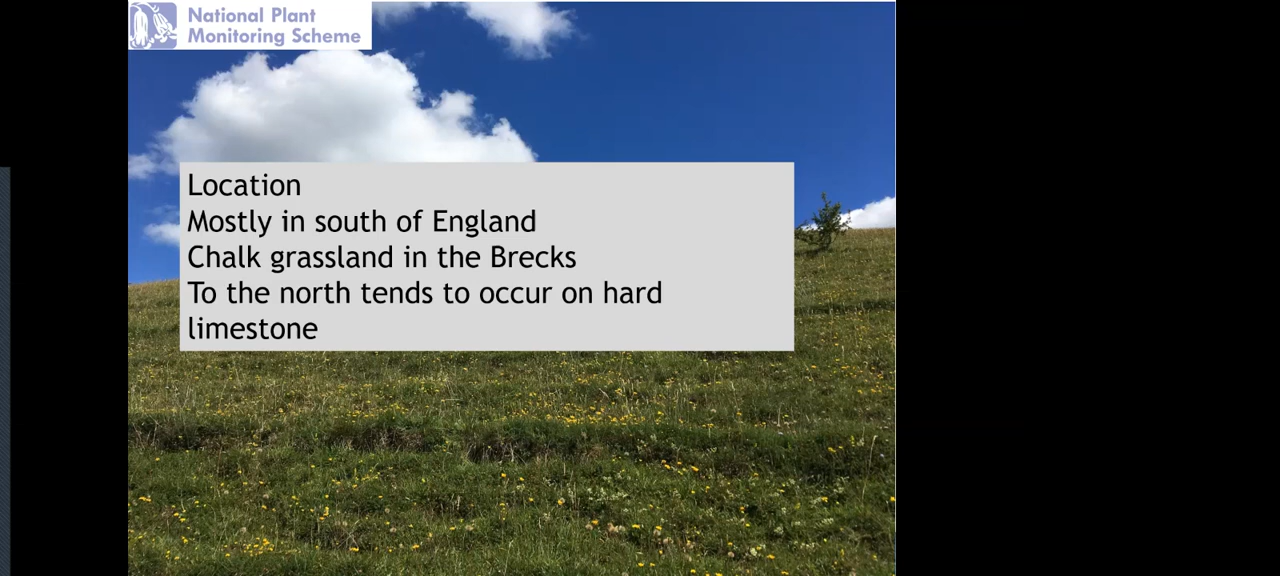 National Plant
Monitoring Scheme
Location
Mostly in south of England
Chalk grassland in the Brecks
To the north tends to occur on hard
limestone